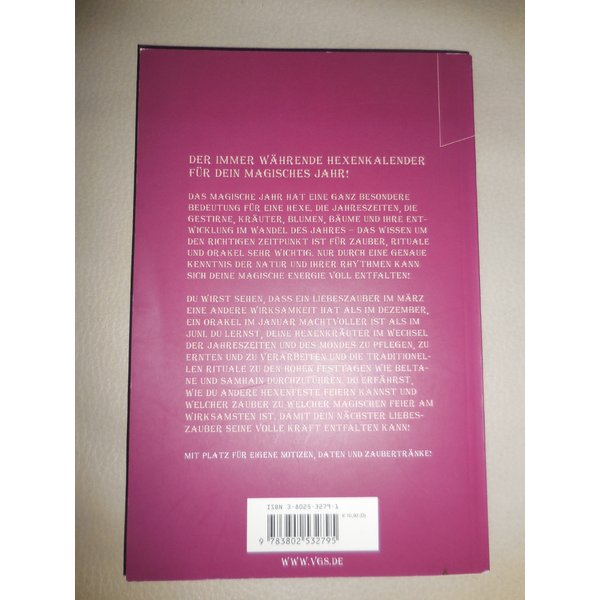 DER IMMER WÄHRENDE HEXENKALENDER
FÜR DEIN MAGISCHES JAHR!
DAS MAGISCHE JAHR HAT EINE GANZ BESONDERE
BEDEUTUNG FÜR EINE HEXE. DIE JAHRESZEITEN, DIE
GESTIRNE, KRÄUTER, BLUMEN, BÄUME UND IHRE ENT-
WICKLUNG IM WANDEL DES JAHRES – DAS WISSEN UM
DEN RICHTIGEN ZEITPUNKT IST FÜR ZAUBER, RITUALE
UND ORAKEL SEHR WICHTIG. NUR DURCH EINE GENAUE
KENNTNIS DER NATUR UND IHRER RHYTHMEN KANN
SICH DEINE MAGISCHE ENERGIE VOLL ENTFALTEN!
DU WIRST SEHEN, DASS EIN LIEBESZAUBER IM MÄRZ
EINE ANDERE WIRKSAMKEIT HAT ALS IM DEZEMBER,
EIN ORAKEL IM JANUAR MACHTVOLLER IST ALS IM
JUNI. DU LERNST, DEINE HEXENKRÄUTER IM WECHSEL
DER JAHRESZEITEN UND DES MONDES ZU PFLEGEN, ZU
ERNTEN UND ZU VERARBEITEN UND DIE TRADITIONEL-
LEN RITUALE ZU DEN HOHEN FESTTAGEN WIE BELTA-
NE UND SAMHAIN DURCHZUFÜHREN. DU ERFÄHRST,
WIE DU ANDERE HEXENFESTE FEIERN KANNST UND
WELCHER ZAUBER ZU WELCHER MAGISCHEN FEIER AM
WIRKSAMSTEN IST, DAMIT DEIN NÄCHSTER LIEBES-
ZAUBER SEINE VOLLE KRAFT ENTFALTEN KANN!
MIT PLATZ FÜR EIGENE NOTIZEN, DATEN UND ZAUBERTRÄNKE!
ISBN 3-8025-3279-1
9 783802 532795
WWW.VGS.DE